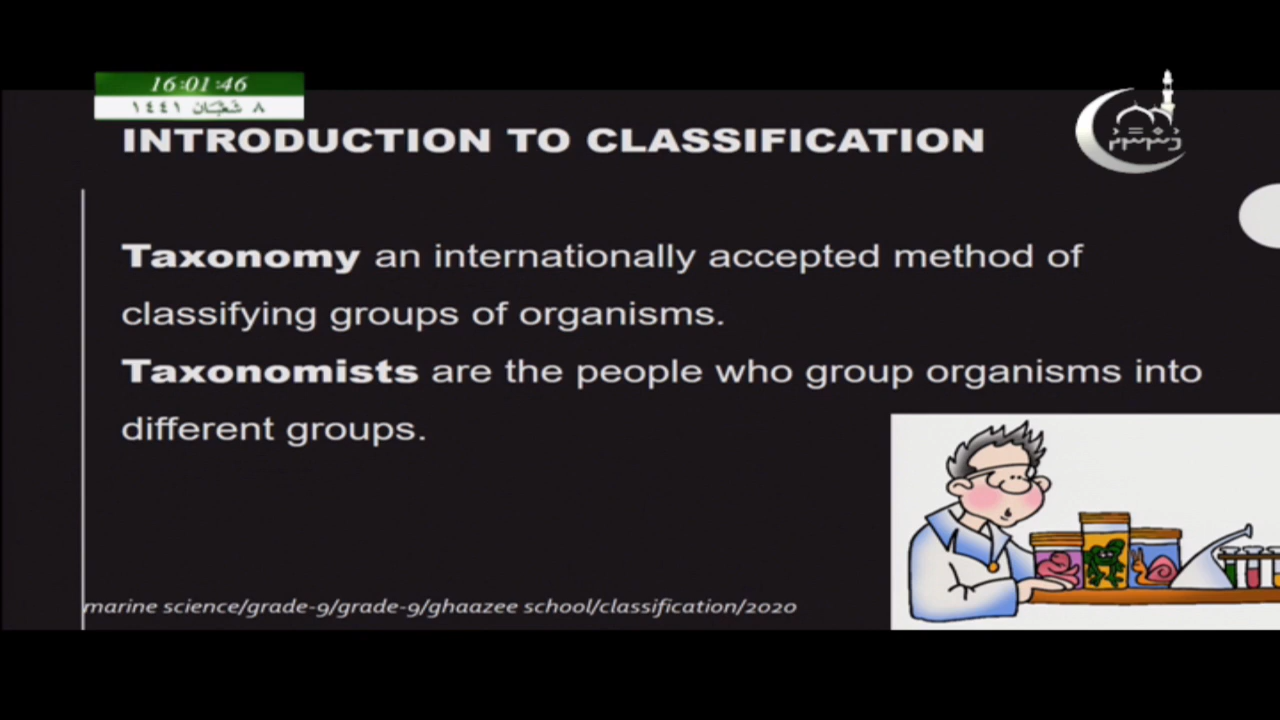 16:01:46
٨ شَعْبَان ١٤٤١
INTRODUCTION TO CLASSIFICATION
Taxonomy an internationally accepted method of
classifying groups of organisms.
Taxonomists are the people who group organisms into
different groups.
marine science/grade-9/grade-9/ghaazee school/classification/2020